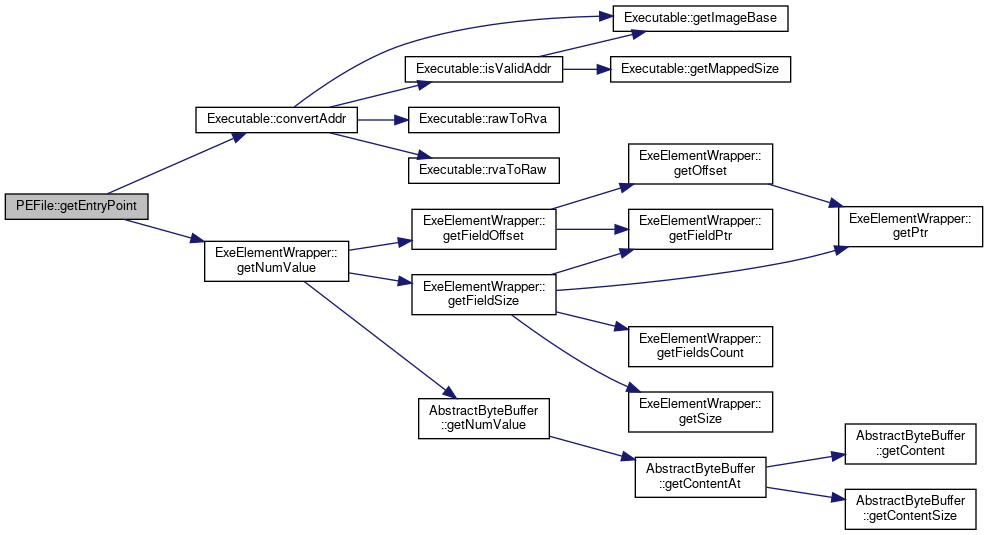 PEFile::getEntryPoint
Executable::convertAddr
ExeElementWrapper::
getNumValue
Executable::isValidAddr
Executable::rawToRva
Executable::rvaToRaw
ExeElementWrapper::
getFieldOffset
ExeElementWrapper::
getFieldSize
AbstractByteBuffer
::getNumValue
Executable::getImageBase
Executable::getMappedSize
ExeElementWrapper::
getOffset
ExeElementWrapper::
getFieldPtr
ExeElementWrapper::
getFieldsCount
ExeElementWrapper::
getSize
AbstractByteBuffer
::getContentAt
ExeElementWrapper::
getPtr
AbstractByteBuffer
::getContent
AbstractByteBuffer
::getContentSize